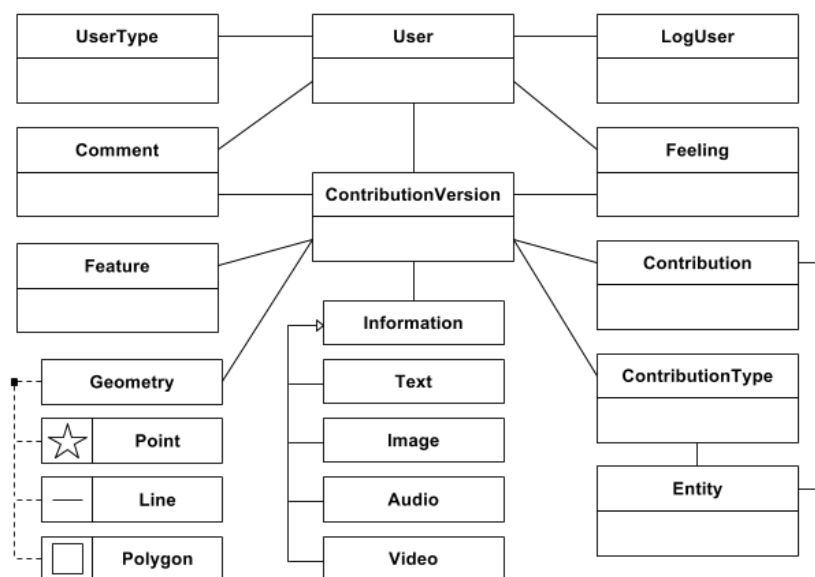 UserType
User
LogUser
Comment
Feeling
ContributionVersion
Feature
Contribution
Information
Geometry
Text
ContributionType
Point
Image
Line
Audio
Entity
Polygon
Video